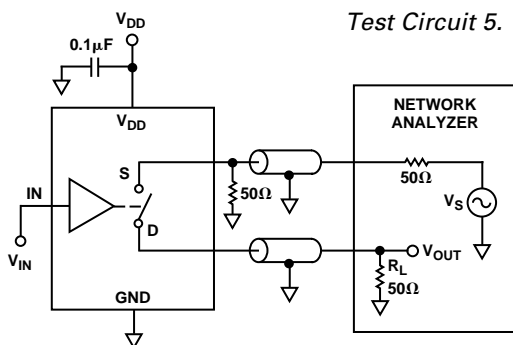 Test Circuit 5.
VDD
0.1µF
VDD
NETWORK
ANALYZER
S
50Ω
50Ω
VS
IN
D
VOUT
VIN
RL
50Ω
GND